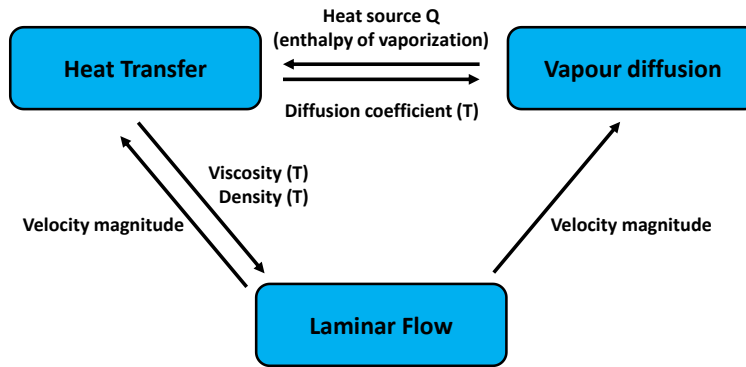 Heat source Q
(enthalpy of vaporization)
Heat Transfer
Vapour diffusion
Diffusion coefficient (T)
Viscosity (T)
Density (T)
Velocity magnitude
Velocity magnitude
Laminar Flow